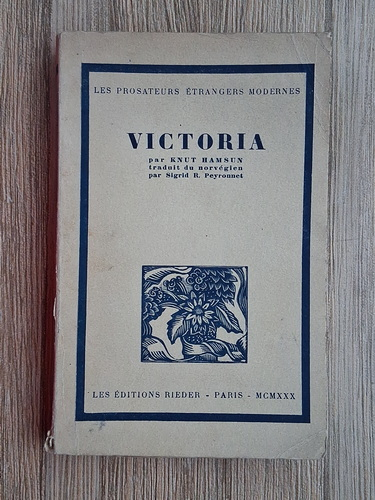 LES PROSATEURS ÉTRANGERS MODERNES
VICTORIA
par KNUT HAMSUN
traduit du norvégien
par Sigrid R. Peyronnet
LES ÉDITIONS RIEDER - PARIS - MCMXXX